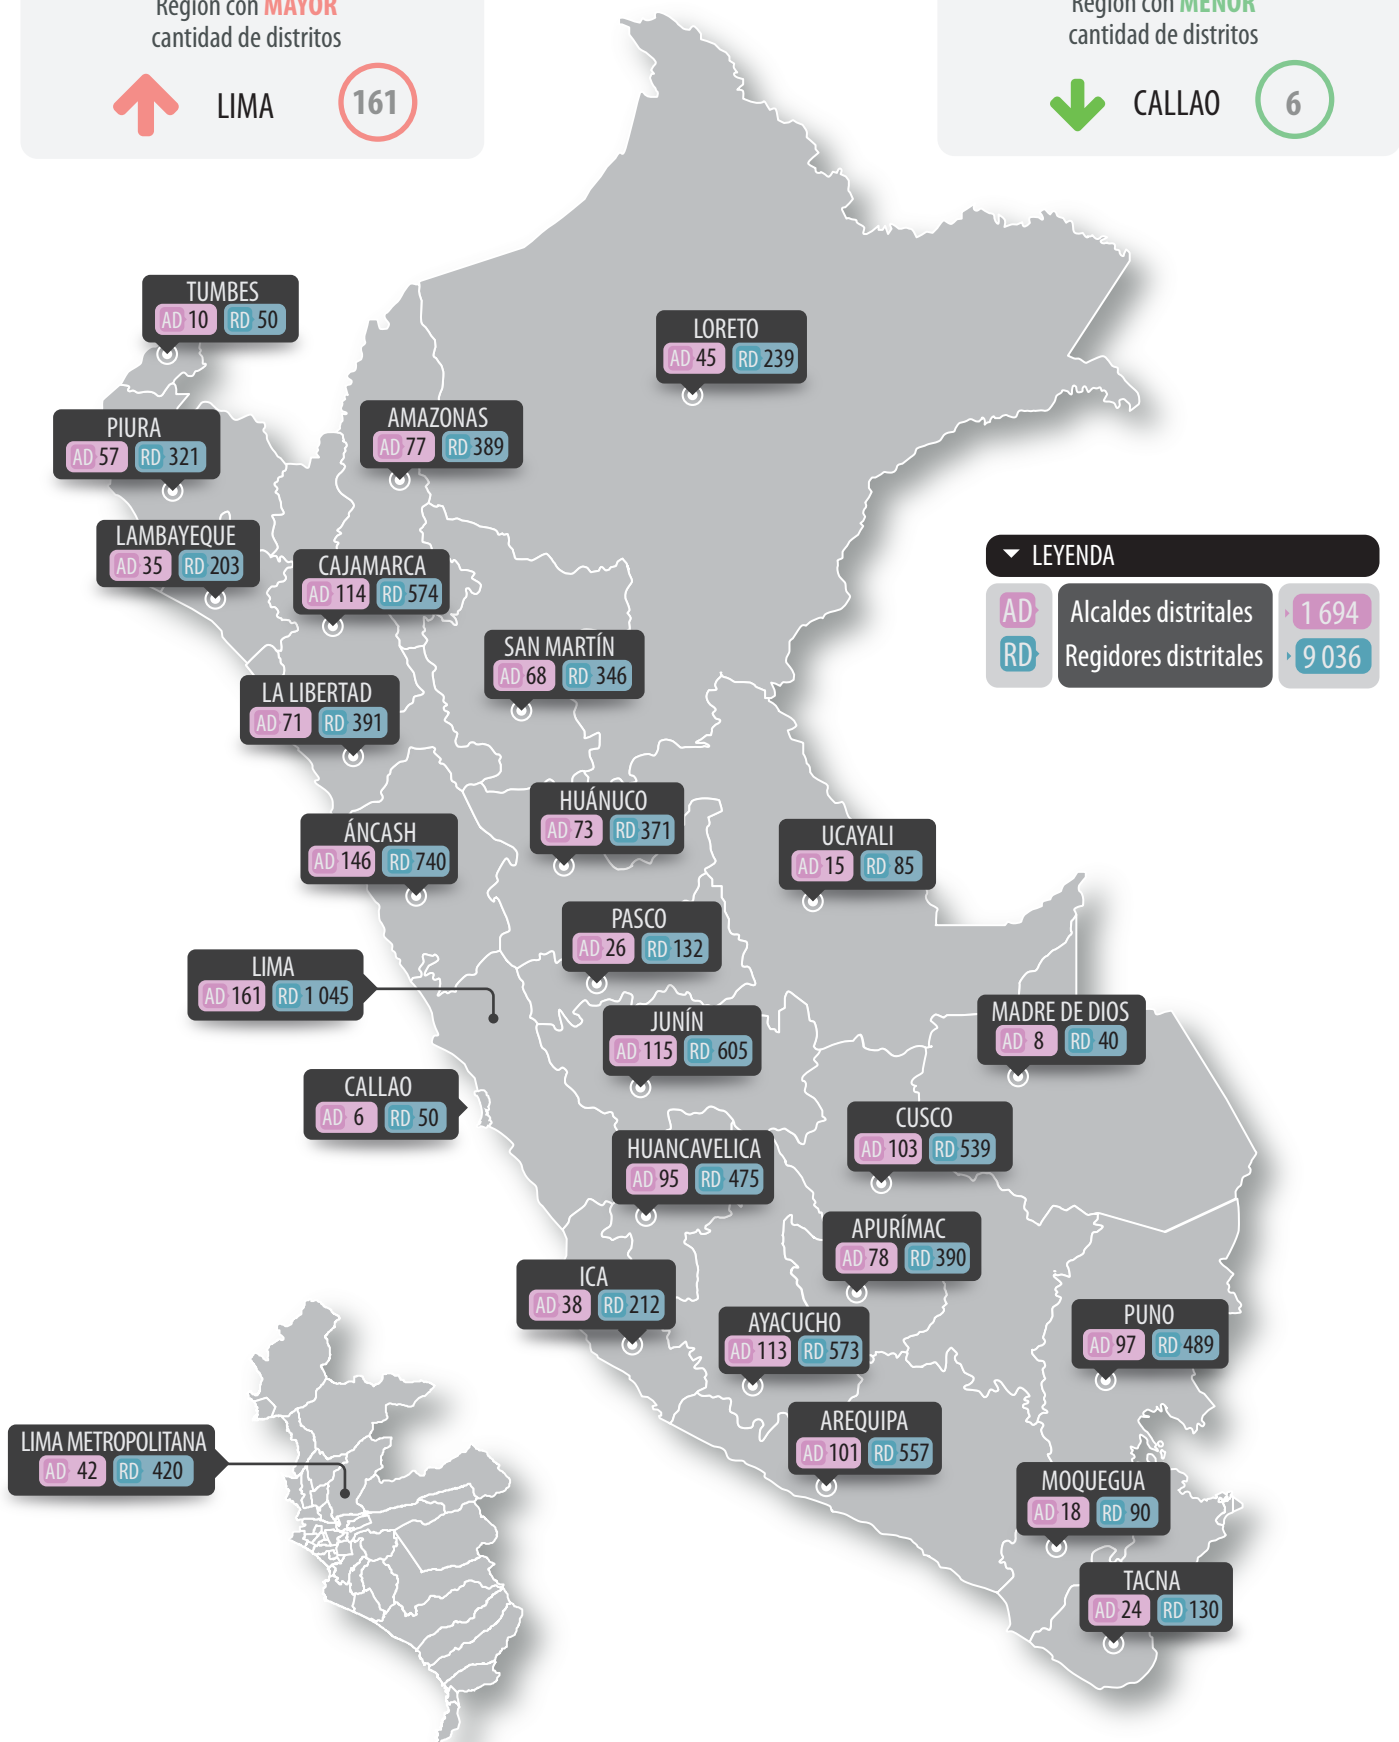 Región con MAYOR
cantidad de distritos
LIMA 161
Región con MENOR
cantidad de distritos
CALLAO 6
TUMBES
AD 10 RD 50
LORETO
AD 45 RD 239
PIURA
AD 57 RD 321
AMAZONAS
AD 77 RD 389
LAMBAYEQUE
AD 35 RD 203
CAJAMARCA
AD 114 RD 574
LEYENDA
AD Alcaldes distritales 1 694
RD Regidores distritales 9 036
SAN MARTÍN
AD 68 RD 346
LA LIBERTAD
AD 71 RD 391
HUÁNUCO
AD 73 RD 371
ÁNCASH
AD 146 RD 740
UCAYALI
AD 15 RD 85
PASCO
AD 26 RD 132
LIMA
AD 161 RD 1 045
MADRE DE DIOS
AD 8 RD 40
JUNÍN
AD 115 RD 605
CALLAO
AD 6 RD 50
CUSCO
AD 103 RD 539
HUANCAVELICA
AD 95 RD 475
APURÍMAC
AD 78 RD 390
ICA
AD 38 RD 212
AYACUCHO
AD 113 RD 573
PUNO
AD 97 RD 489
AREQUIPA
AD 101 RD 557
LIMA METROPOLITANA
AD 42 RD 420
MOQUEGUA
AD 18 RD 90
TACNA
AD 24 RD 130